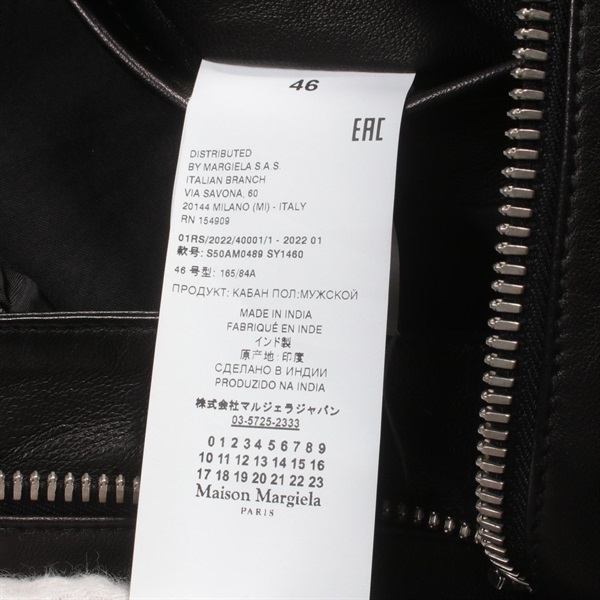 46
EAC
DISTRIBUTED
BY MARGIELA S.A.S.
ITALIAN BRANCH
VIA SAVONA, 60
20144 MILANO (MI) - ITALY
RN 154909
01RS/2022/40001/1 - 2022 01
款号: S50AM0489 SY1460
46 号型: 165/84A
ПРОДУКТ: КАБАН ПОЛ:МУЖСКОЙ
MADE IN INDIA
FABRIQUÉ EN INDE
インド製
原产地: 印度
СДЕЛАНО В ИНДИИ
PRODUZIDO NA INDIA
株式会社マルジェラジャパン
03-5725-2333
0 1 2 3 4 5 6 7 8 9
10 11 12 13 14 15 16
17 18 19 20 21 22 23
Maison Margiela
PARIS